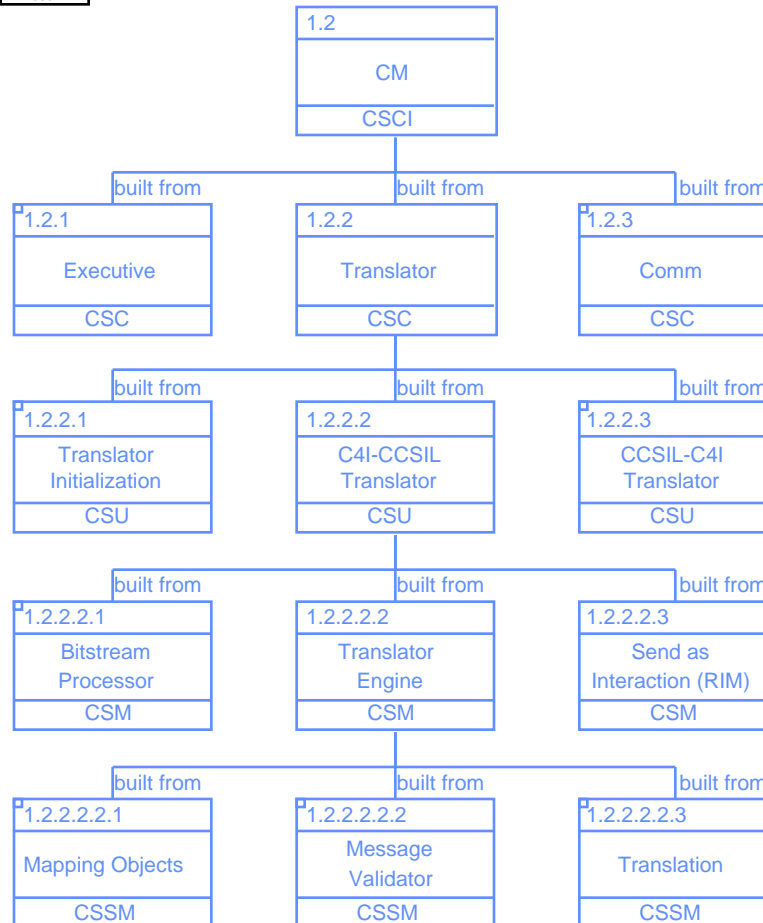 1.2
CM
CSCI
built from built from built from
1.2.1 1.2.2 1.2.3
Executive Translator Comm
CSC CSC CSC
built from built from built from
1.2.2.1 1.2.2.2 1.2.2.3
Translator C4I-CCSIL CCSIL-C4I
Initialization Translator Translator
CSU CSU CSU
built from built from built from
1.2.2.2.1 1.2.2.2.2 1.2.2.2.3
Bitstream Translator Send as
Processor Engine Interaction (RIM)
CSM CSM CSM
built from built from built from
1.2.2.2.2.1 1.2.2.2.2.2 1.2.2.2.2.3
Mapping Objects Message Translation
Validator
CSSM CSSM CSSM